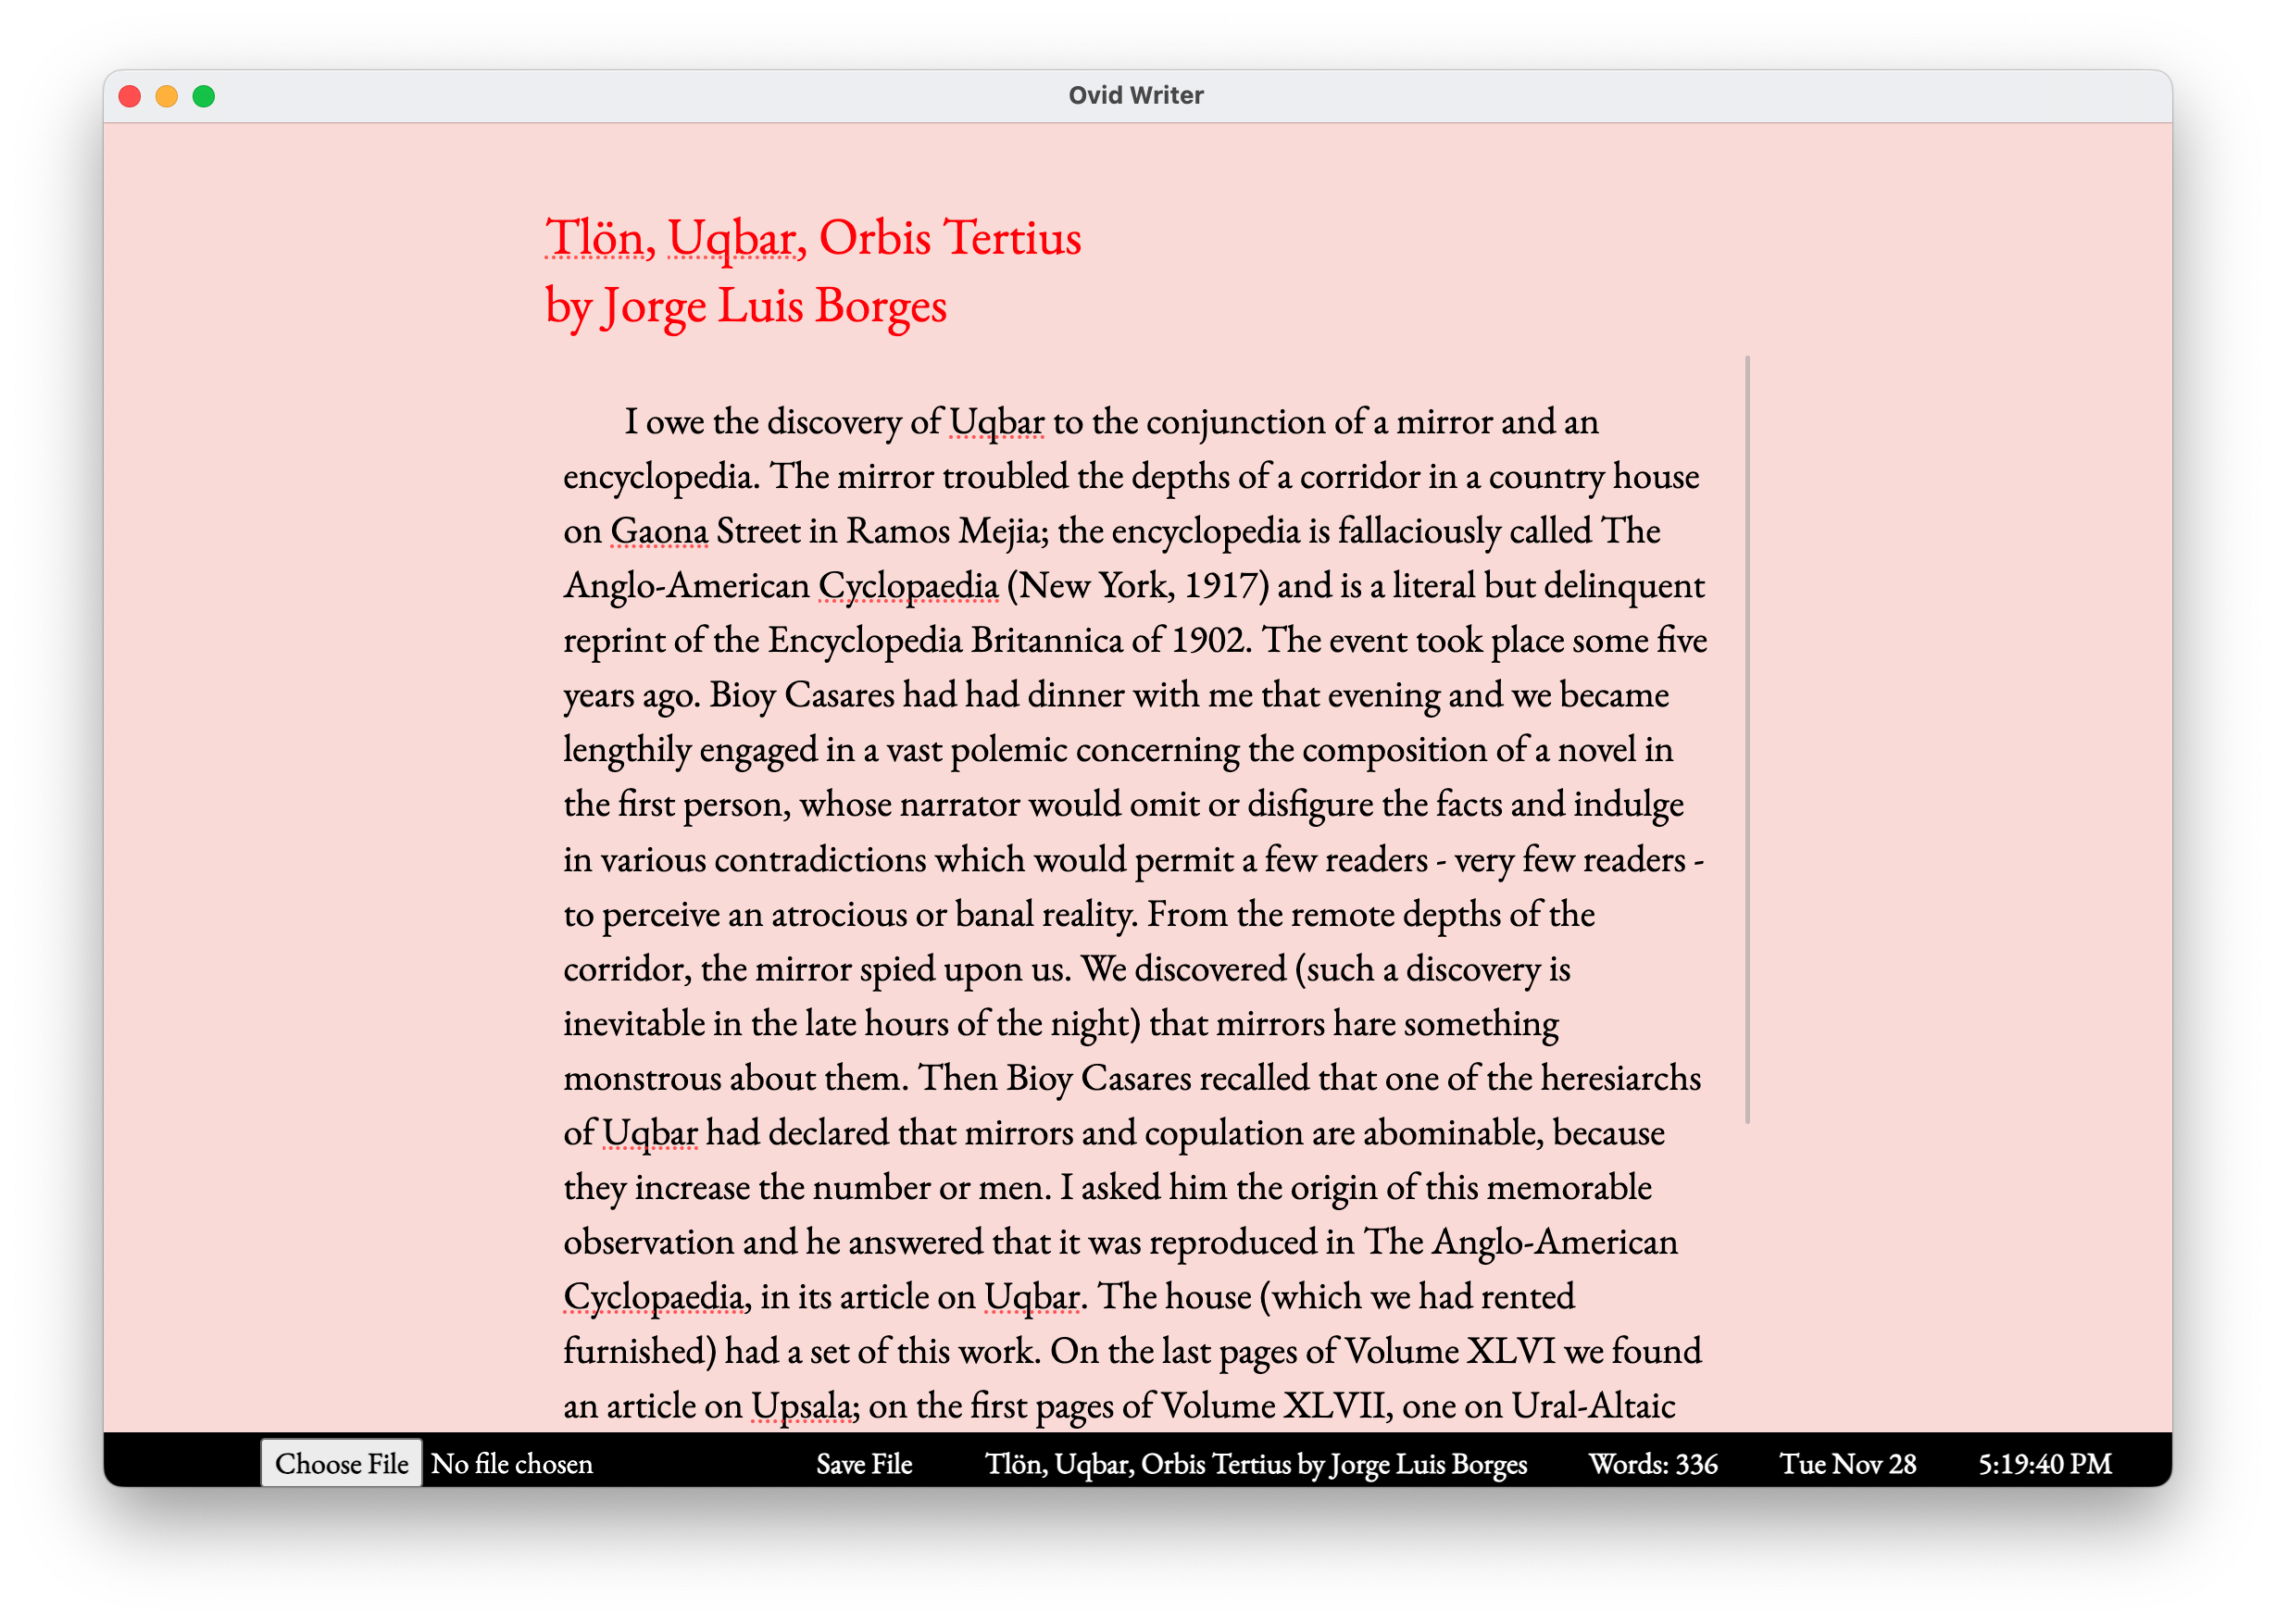 Ovid Writer
Tlön, Uqbar, Orbis Tertius
by Jorge Luis Borges
I owe the discovery of Uqbar to the conjunction of a mirror and an
encyclopedia. The mirror troubled the depths of a corridor in a country house
on Gaona Street in Ramos Mejia; the encyclopedia is fallaciously called The
Anglo-American Cyclopaedia (New York, 1917) and is a literal but delinquent
reprint of the Encyclopedia Britannica of 1902. The event took place some five
years ago. Bioy Casares had had dinner with me that evening and we became
lengthily engaged in a vast polemic concerning the composition of a novel in
the first person, whose narrator would omit or disfigure the facts and indulge
in various contradictions which would permit a few readers - very few readers -
to perceive an atrocious or banal reality. From the remote depths of the
corridor, the mirror spied upon us. We discovered (such a discovery is
inevitable in the late hours of the night) that mirrors hare something
monstrous about them. Then Bioy Casares recalled that one of the heresiarchs
of Uqbar had declared that mirrors and copulation are abominable, because
they increase the number or men. I asked him the origin of this memorable
observation and he answered that it was reproduced in The Anglo-American
Cyclopaedia, in its article on Uqbar. The house (which we had rented
furnished) had a set of this work. On the last pages of Volume XLVI we found
an article on Upsala; on the first pages of Volume XLVII, one on Ural-Altaic
Choose File No file chosen Save File Tlön, Uqbar, Orbis Tertius by Jorge Luis Borges Words: 336 Tue Nov 28 5:19:40 PM